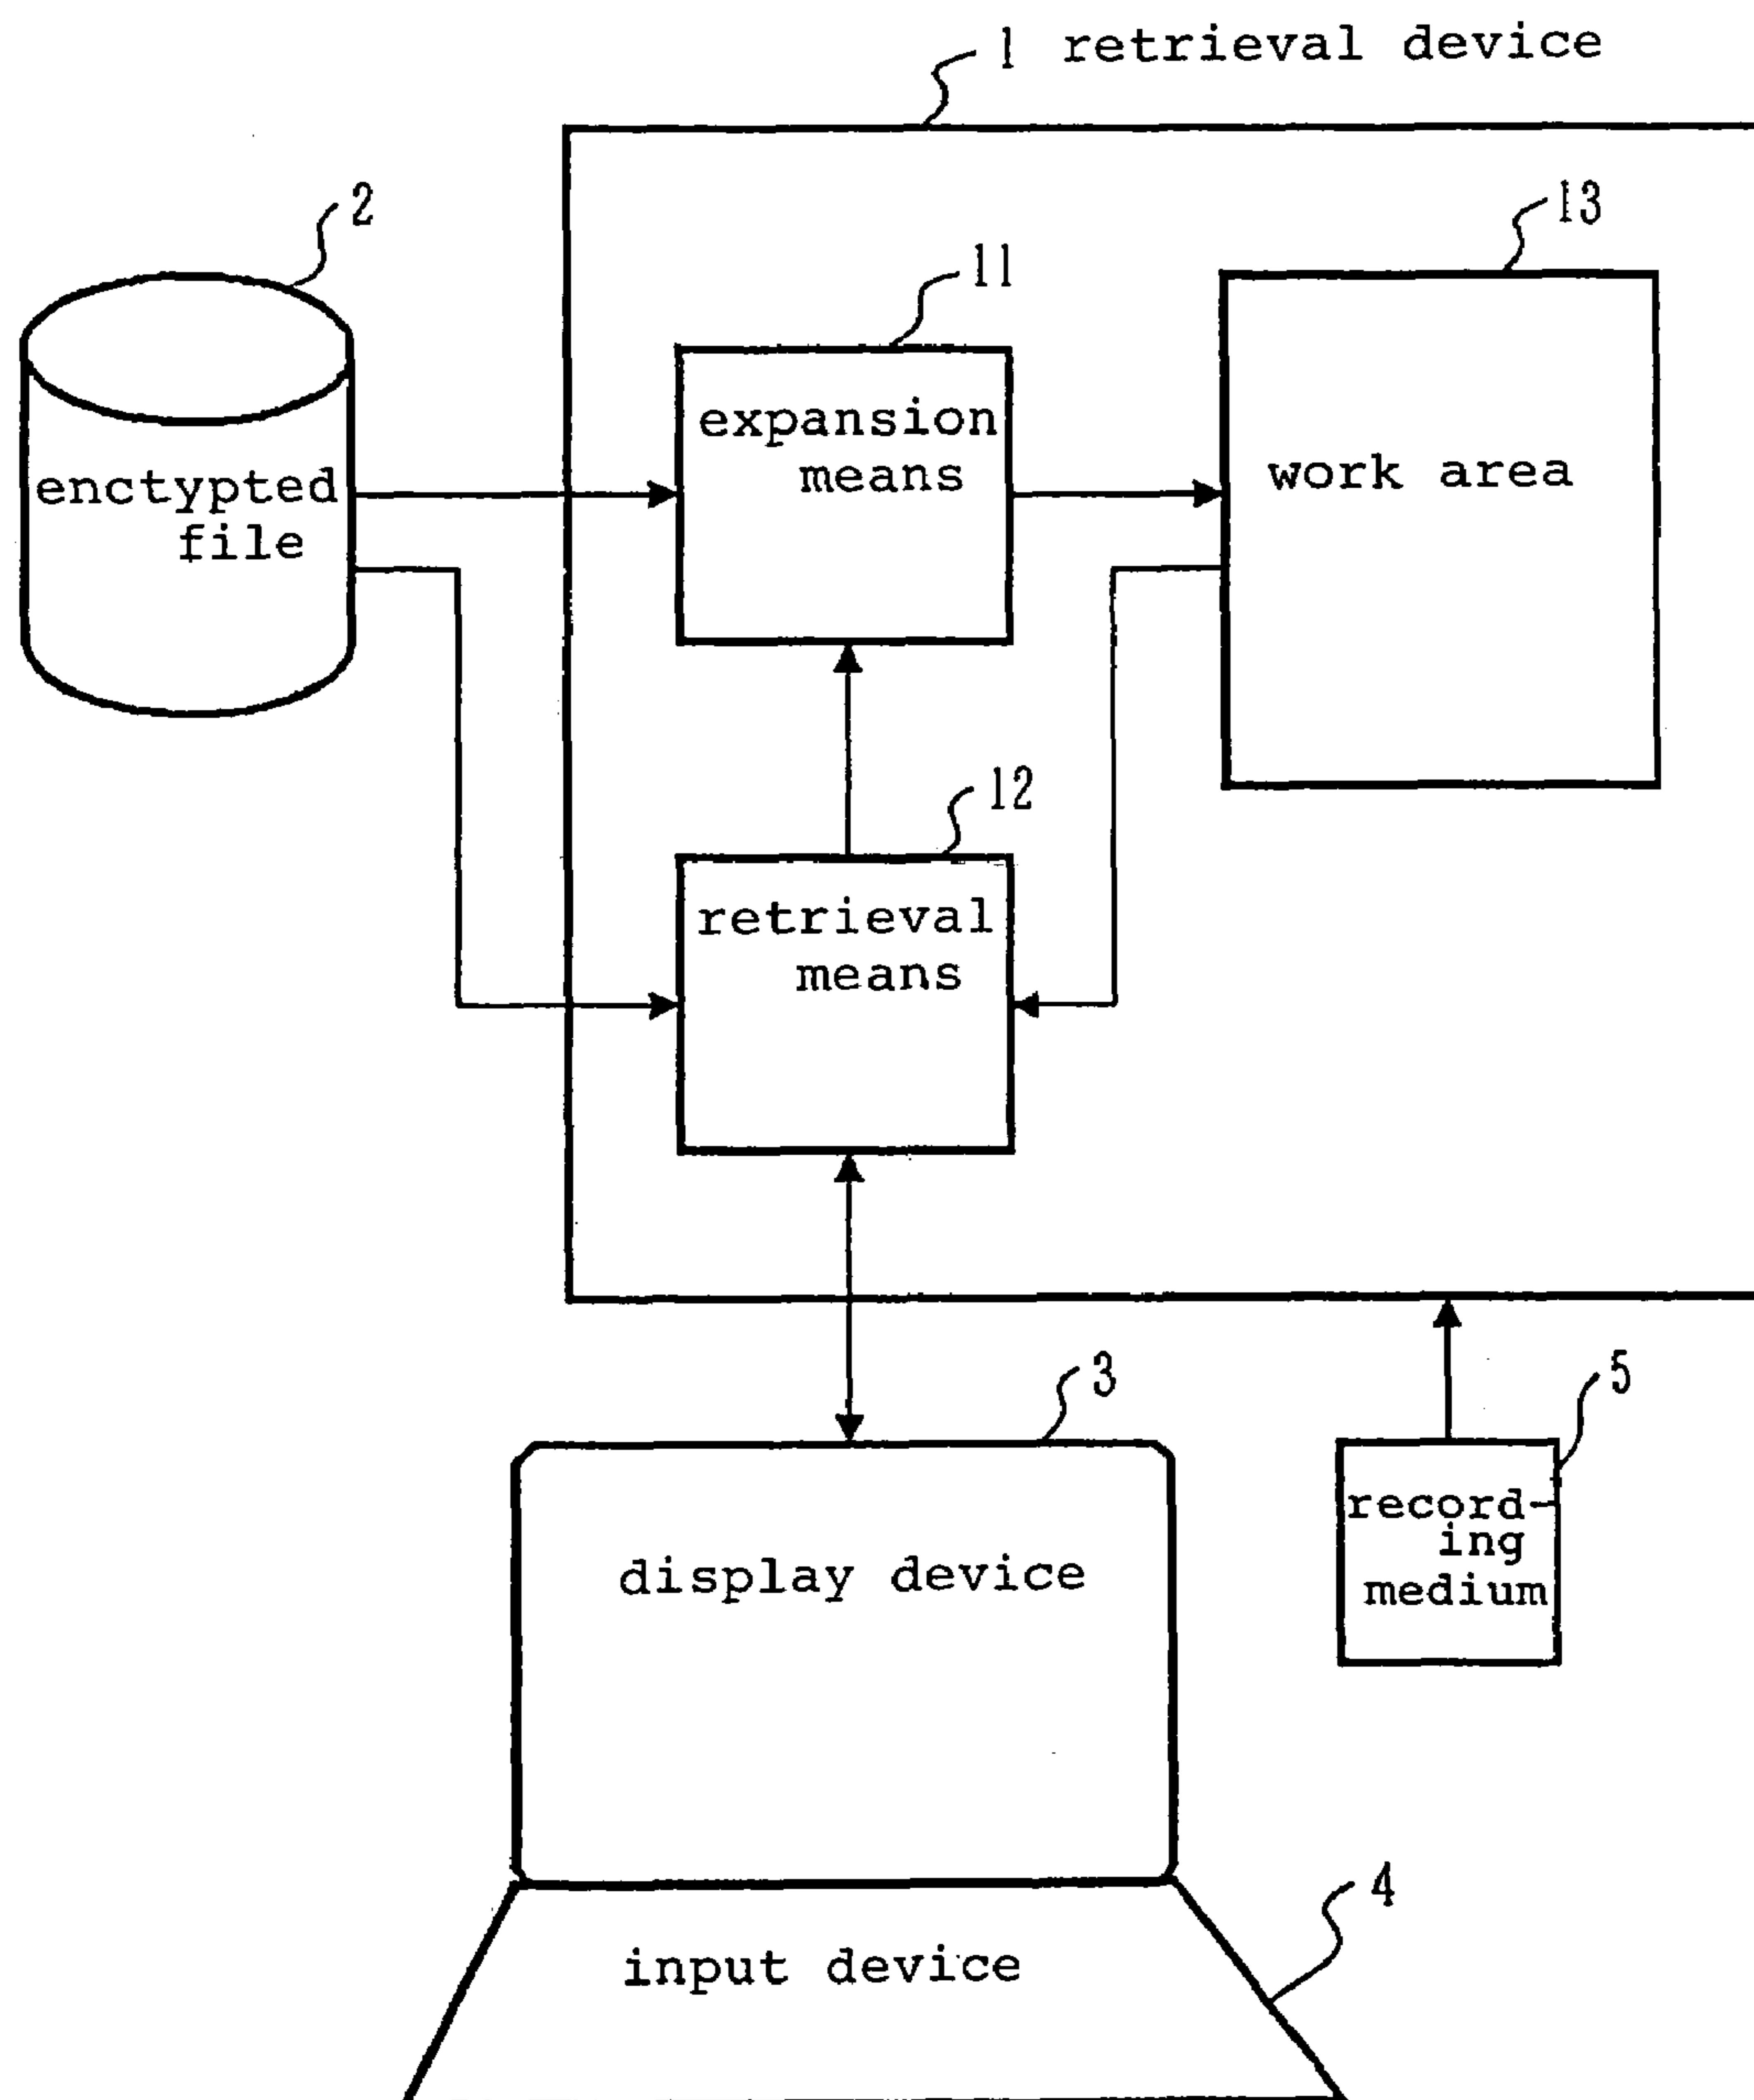 1 retrieval device
2
13
11
expansion
means
work area
enctypted
file
12
retrieval
means
3
5
record-
ing
medium
display device
4
input device